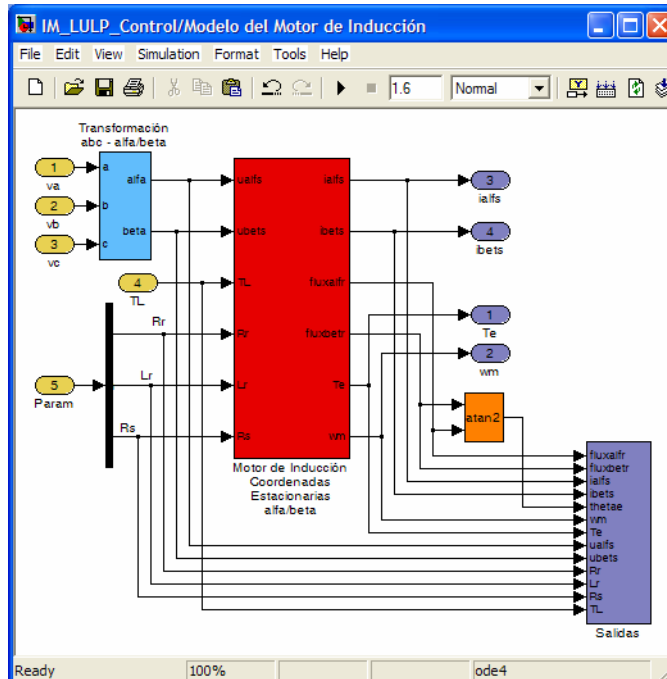 IM_LULP_Control/Modelo del Motor de Inducción
File Edit View Simulation Format Tools Help
1.6 Normal
Transformación
abc - alfa/beta
1
va
2
vb
3
vc
a
b
c
alfa
beta
4
TL
5
Param
Rr
Lr
Rs
ualfs
ubets
TL
Rr
Lr
Rs
ialfs
ibets
fluxalfr
fluxbetr
Te
wm
Motor de Inducción
Coordenadas
Estacionarias
alfa/beta
3
ialfs
4
ibets
1
Te
2
wm
atan2
fluxalfr
fluxbetr
ialfs
ibets
thetae
wm
Te
ualfs
ubets
Rr
Lr
Rs
TL
Salidas
Ready 100% ode4